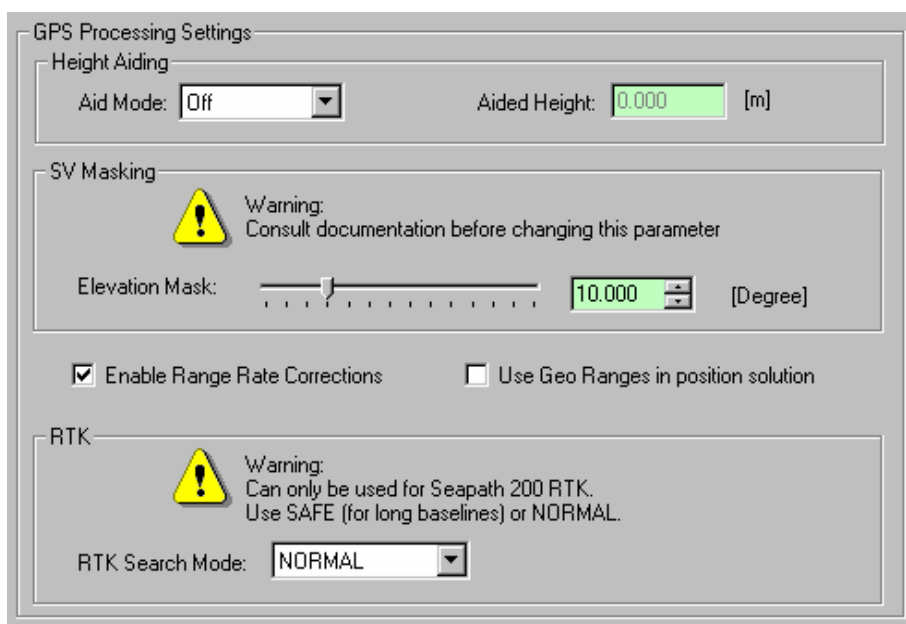 GPS Processing Settings
Height Aiding
Aid Mode: Off Aided Height: 0.000 [m]
SV Masking
Warning:
Consult documentation before changing this parameter
Elevation Mask: 10.000 [Degree]
Enable Range Rate Corrections Use Geo Ranges in position solution
RTK
Warning:
Can only be used for Seapath 200 RTK.
Use SAFE (for long baselines) or NORMAL.
RTK Search Mode: NORMAL